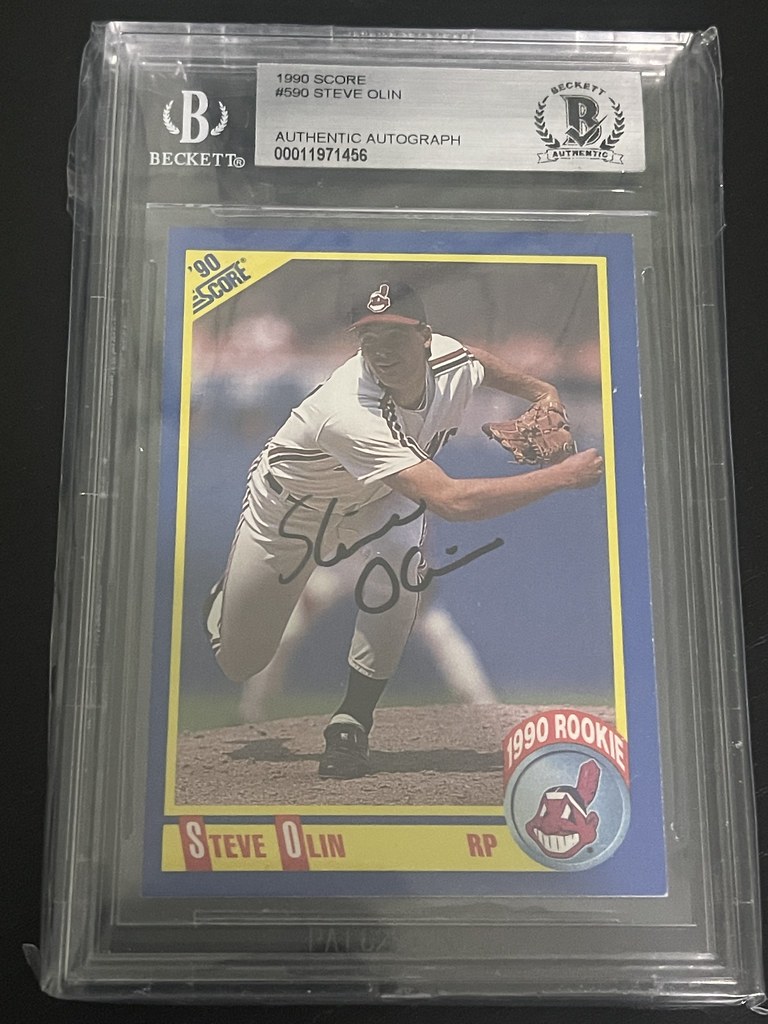 1990 SCORE
#590 STEVE OLIN
AUTHENTIC AUTOGRAPH
00011971456
B
BECKETT®
BECKETT
B
AUTHENTIC
'90
SCORE®
Steve
Olin
1990 ROOKIE
STEVE OLIN RP